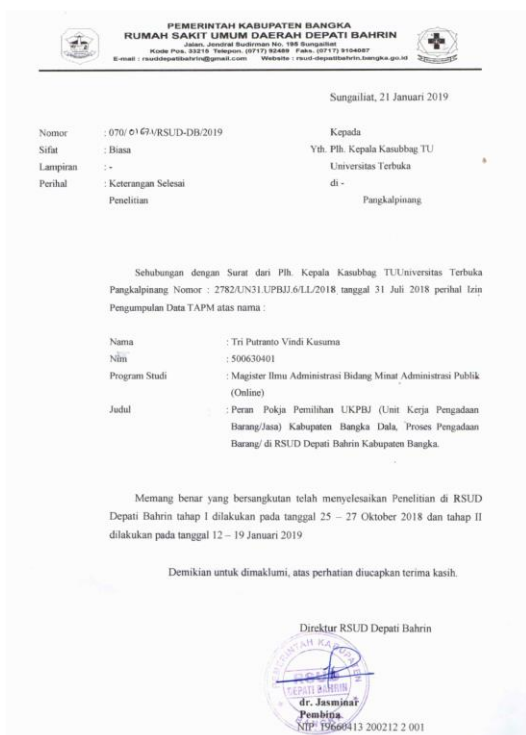 PEMERINTAH KABUPATEN BANGKA
RUMAH SAKIT UMUM DAERAH DEPATI BAHRIN
Jalan. Jendral Sudirman No. 195 Sungailiat
Kode Pos. 33215 Telepon. (0717) 92489 Faks. (0717) 9104087
E-mail : rsuddepatibahrin@gmail.com Website : rsud-depatibahrin.bangka.go.id
Sungailiat, 21 Januari 2019
Nomor : 070/ 0167/RSUD-DB/2019
Sifat : Biasa
Lampiran : -
Perihal : Keterangan Selesai
Penelitian
Kepada
Yth. Plh. Kepala Kasubbag TU
Universitas Terbuka
di -
Pangkalpinang
Sehubungan dengan Surat dari Plh. Kepala Kasubbag TUUniversitas Terbuka
Pangkalpinang Nomor : 2782/UN31.UPBJJ.6/LL/2018 tanggal 31 Juli 2018 perihal Izin
Pengumpulan Data TAPM atas nama :
Nama : Tri Putranto Vindi Kusuma
Nim : 500630401
Program Studi : Magister Ilmu Administrasi Bidang Minat Administrasi Publik
(Online)
Judul : Peran Pokja Pemilihan UKPBJ (Unit Kerja Pengadaan
Barang/Jasa) Kabupaten Bangka Dala, Proses Pengadaan
Barang/ di RSUD Depati Bahrin Kabupaten Bangka.
Memang benar yang bersangkutan telah menyelesaikan Penelitian di RSUD
Depati Bahrin tahap I dilakukan pada tanggal 25 – 27 Oktober 2018 dan tahap II
dilakukan pada tanggal 12 – 19 Januari 2019
Demikian untuk dimaklumi, atas perhatian diucapkan terima kasih.
Direktur RSUD Depati Bahrin
PEMERINTAH KABUPATEN
RSUD
DEPATI BAHRIN
BANGKA
dr. Jasminar
Pembina
NIP. 19660413 200212 2 001